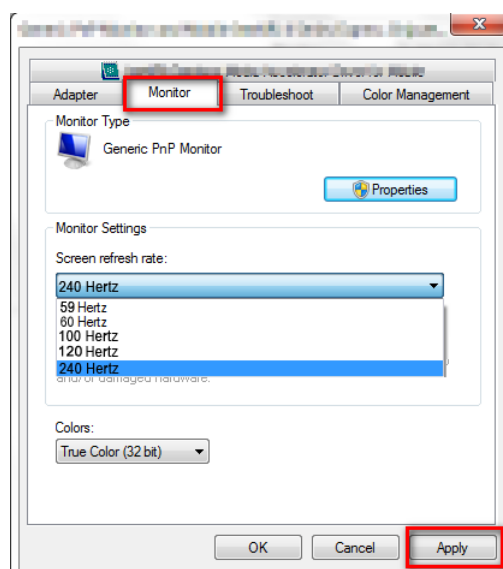 Adapter
Monitor
Troubleshoot
Color Management
Monitor Type
Generic PnP Monitor
Properties
Monitor Settings
Screen refresh rate:
240 Hertz
59 Hertz
60 Hertz
100 Hertz
120 Hertz
240 Hertz
and/or damaged hardware.
Colors:
True Color (32 bit)
OK
Cancel
Apply